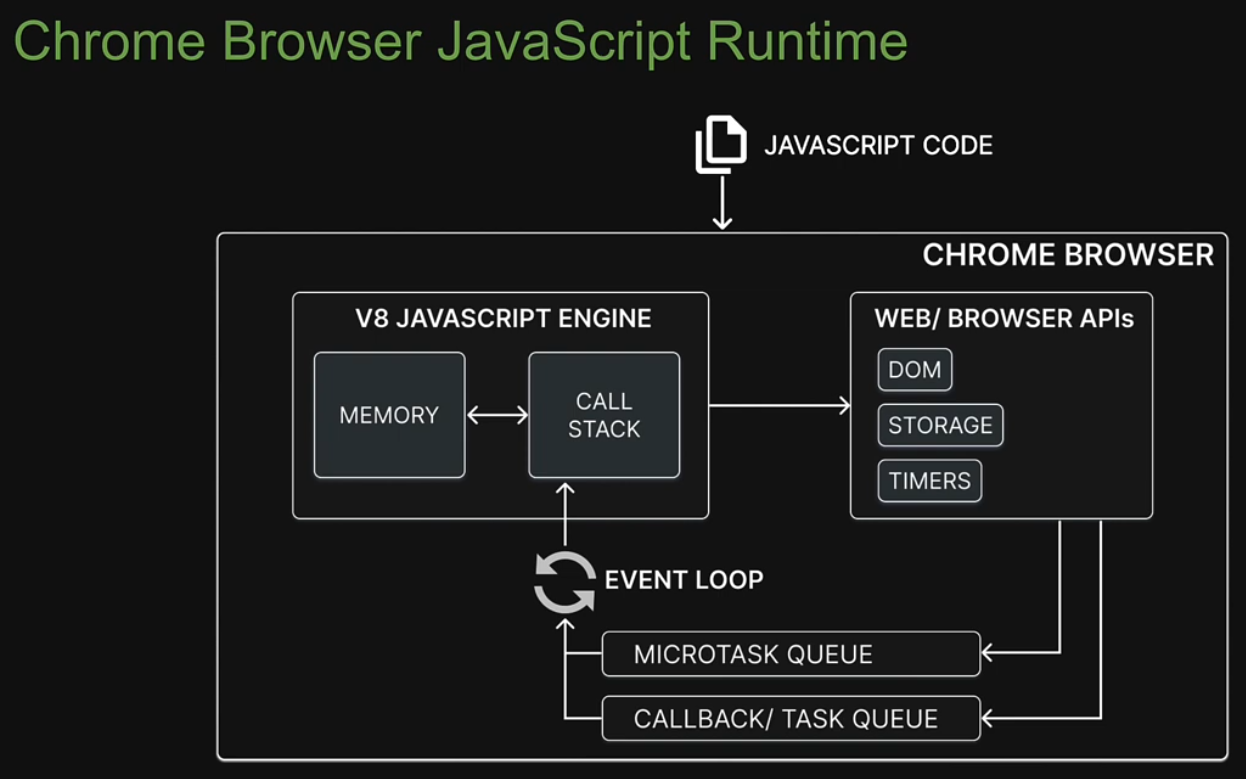 Chrome Browser JavaScript Runtime
JAVASCRIPT CODE
CHROME BROWSER
V8 JAVASCRIPT ENGINE
MEMORY
CALL
STACK
WEB/ BROWSER APIs
DOM
STORAGE
TIMERS
EVENT LOOP
MICROTASK QUEUE
CALLBACK/ TASK QUEUE